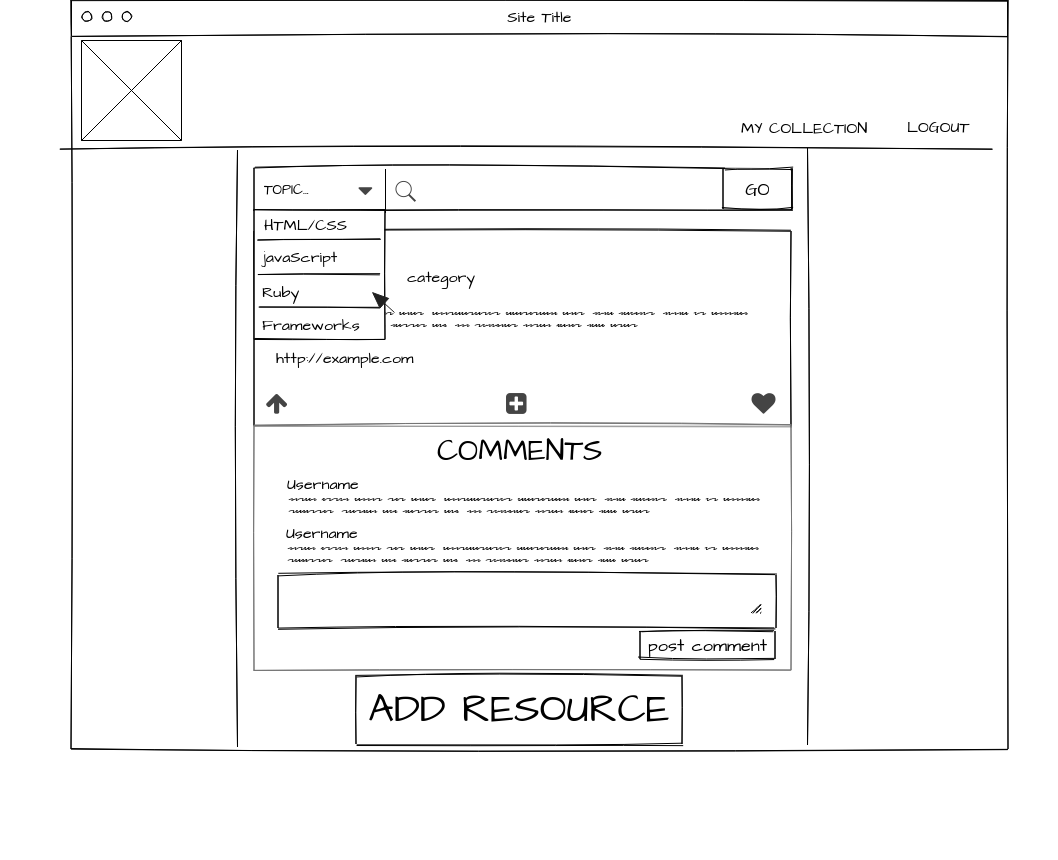 Site Title
MY COLLECTION LOGOUT
TOPIC... GO
HTML/CSS
javaScript
category
Ruby
Frameworks
http://example.com
COMMENTS
Username
Username
post comment
ADD RESOURCE